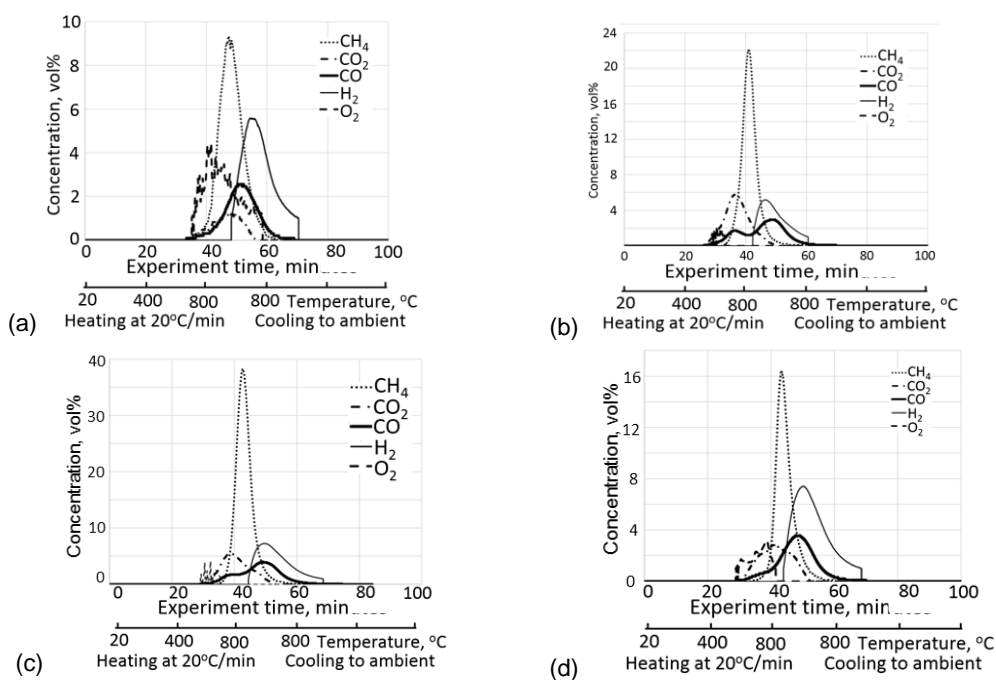 10
8
6
4
2
0
Concentration, vol%
CH4
CO2
CO
H2
O2
0 20 40 60 80 100
Experiment time, min
20 400 800 800 Temperature, °C
Heating at 20°C/min Cooling to ambient
(a)
24
20
16
12
8
4
Concentration, vol%
CH4
CO2
CO
H2
O2
0 20 40 60 80 100
Experiment time, min
20 400 800 800 Temperature, °C
Heating at 20°C/min Cooling to ambient
(b)
40
30
20
10
0
Concentration, vol%
CH4
CO2
CO
H2
O2
0 20 40 60 80 100
Experiment time, min
20 400 800 800 Temperature, °C
Heating at 20°C/min Cooling to ambient
(c)
16
12
8
4
0
Concentration, vol%
CH4
CO2
CO
H2
O2
0 20 40 60 80 100
Experiment time, min
20 400 800 800 Temperature, °C
Heating at 20°C/min Cooling to ambient
(d)